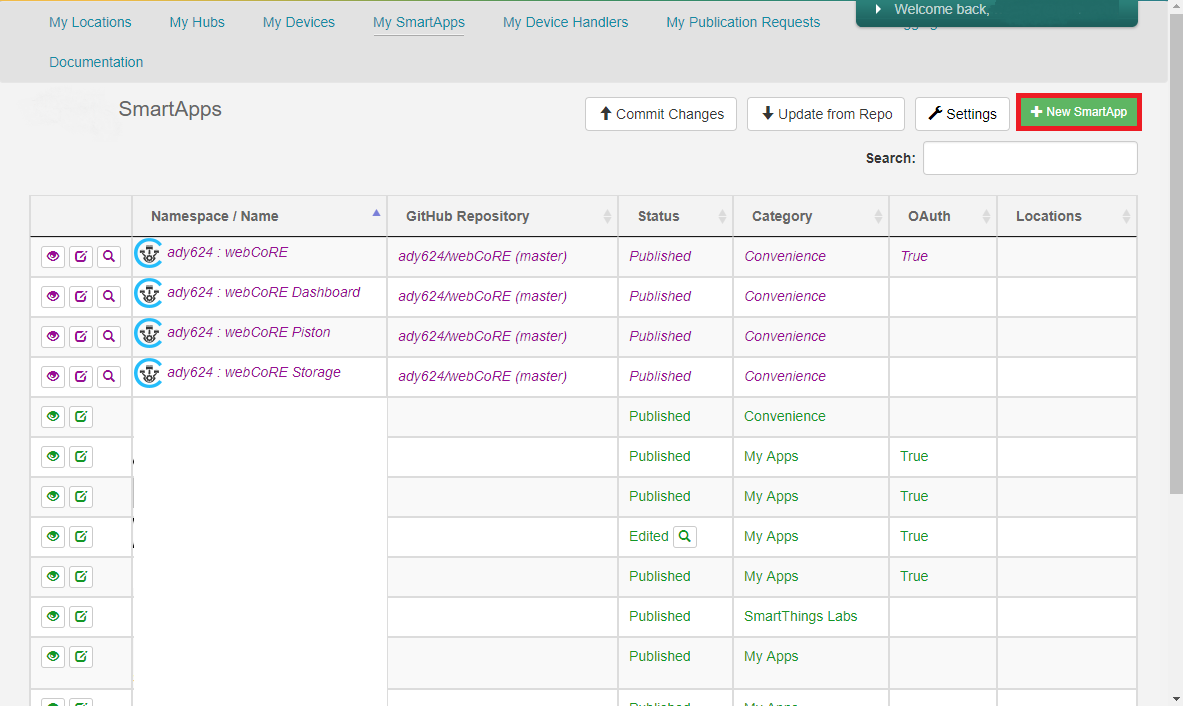 My Locations My Hubs My Devices My SmartApps My Device Handlers My Publication Requests
Welcome back,
Documentation
SmartApps
Commit Changes Update from Repo Settings New SmartApp
Search:
Namespace / Name GitHub Repository Status Category OAuth Locations
ady624 : webCoRE ady624/webCoRE (master) Published Convenience True
ady624 : webCoRE Dashboard ady624/webCoRE (master) Published Convenience
ady624 : webCoRE Piston ady624/webCoRE (master) Published Convenience
ady624 : webCoRE Storage ady624/webCoRE (master) Published Convenience
Published Convenience
Published My Apps True
Published My Apps True
Edited My Apps True
Published My Apps True
Published SmartThings Labs
Published My Apps